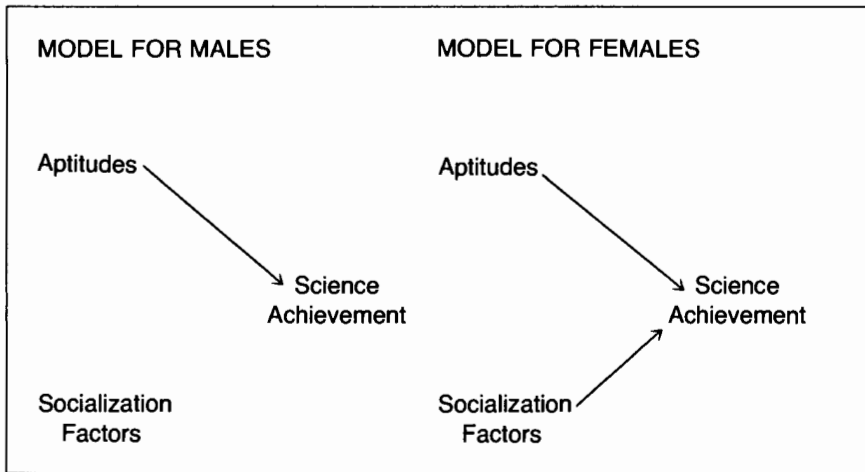 MODEL FOR MALES
Aptitudes
Science
Achievement
Socialization
Factors
MODEL FOR FEMALES
Aptitudes
Science
Achievement
Socialization
Factors